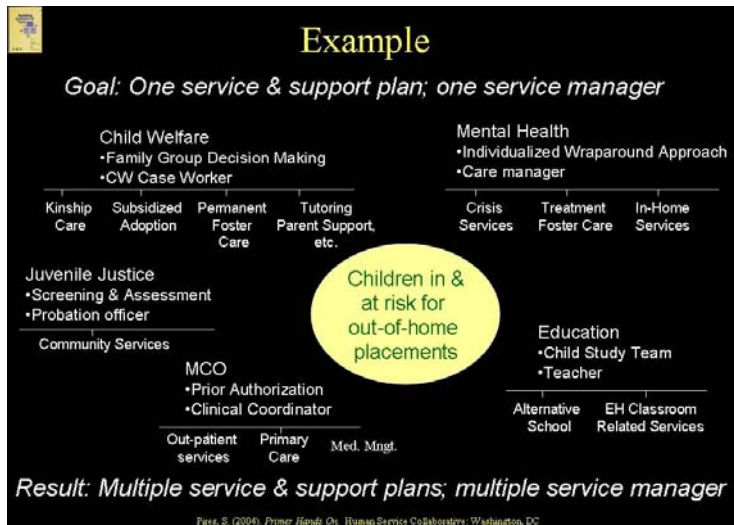 Example
Goal: One service & support plan; one service manager
Child Welfare
•Family Group Decision Making
•CW Case Worker
Kinship
Care
Subsidized
Adoption
Permanent
Foster
Care
Tutoring
Parent Support,
etc.
Mental Health
•Individualized Wraparound Approach
•Care manager
Crisis
Services
Treatment
Foster Care
In-Home
Services
Juvenile Justice
•Screening & Assessment
•Probation officer
Community Services
Children in &
at risk for
out-of-home
placements
MCO
•Prior Authorization
•Clinical Coordinator
Out-patient
services
Primary
Care
Med. Mngt.
Education
•Child Study Team
•Teacher
Alternative
School
EH Classroom
Related Services
Result: Multiple service & support plans; multiple service manager
Pires, S. (2004). Primer Hands On. Human Service Collaborative: Washington, DC